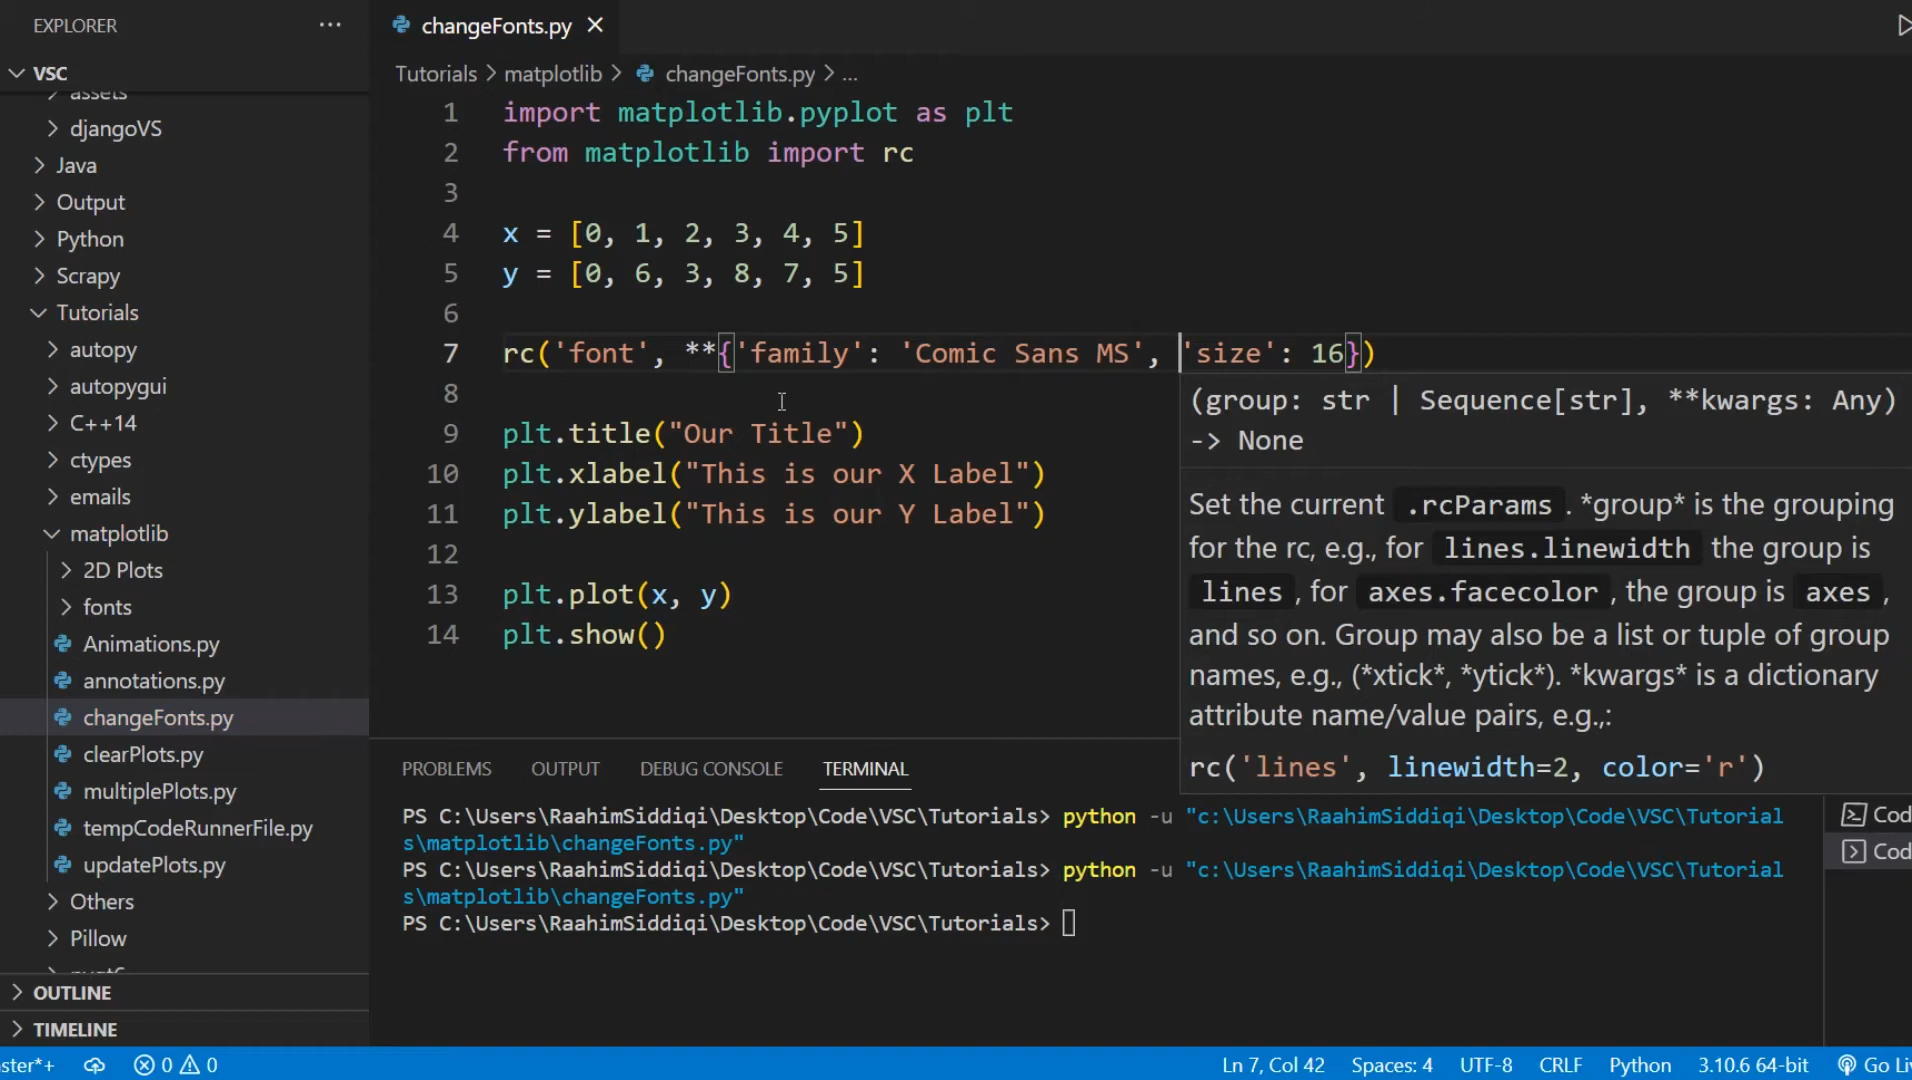 EXPLORER
VSC
assets
djangoVS
Java
Output
Python
Scrapy
Tutorials
autopy
autopygui
C++14
ctypes
emails
matplotlib
2D Plots
fonts
Animations.py
annotations.py
changeFonts.py
clearPlots.py
multiplePlots.py
tempCodeRunnerFile.py
updatePlots.py
Others
Pillow
OUTLINE
TIMELINE
changeFonts.py
Tutorials > matplotlib > changeFonts.py > ...
1 import matplotlib.pyplot as plt
2 from matplotlib import rc
3
4 x = [0, 1, 2, 3, 4, 5]
5 y = [0, 6, 3, 8, 7, 5]
6
7 rc('font', **{'family': 'Comic Sans MS', 'size': 16})
8
9 plt.title("Our Title")
10 plt.xlabel("This is our X Label")
11 plt.ylabel("This is our Y Label")
12
13 plt.plot(x, y)
14 plt.show()
(group: str | Sequence[str], **kwargs: Any)
-> None
Set the current .rcParams. *group* is the grouping
for the rc, e.g., for lines.linewidth the group is
lines, for axes.facecolor, the group is axes,
and so on. Group may also be a list or tuple of group
names, e.g., (*xtick*, *ytick*). *kwargs* is a dictionary
attribute name/value pairs, e.g.,:
rc('lines', linewidth=2, color='r')
PROBLEMS OUTPUT DEBUG CONSOLE TERMINAL
PS C:\Users\RaahimSiddiqi\Desktop\Code\VSC\Tutorials> python -u "c:\Users\RaahimSiddiqi\Desktop\Code\VSC\Tutorial
s\matplotlib\changeFonts.py"
PS C:\Users\RaahimSiddiqi\Desktop\Code\VSC\Tutorials> python -u "c:\Users\RaahimSiddiqi\Desktop\Code\VSC\Tutorial
s\matplotlib\changeFonts.py"
PS C:\Users\RaahimSiddiqi\Desktop\Code\VSC\Tutorials>
Cod
Cod
ster*+ 0 0 Ln 7, Col 42 Spaces: 4 UTF-8 CRLF Python 3.10.6 64-bit Go Li